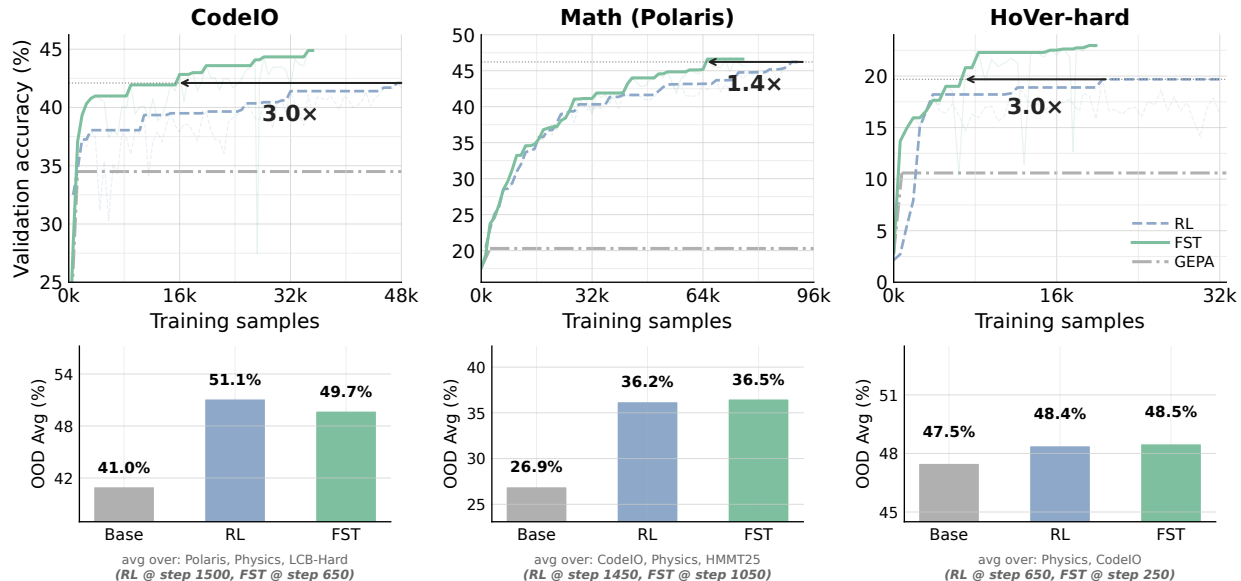 CodeIO
Validation accuracy (%)
45
40
35
30
25
3.0×
0k
16k
32k
48k
Training samples
Math (Polaris)
50
45
40
35
30
25
20
1.4×
0k
32k
64k
96k
Training samples
HoVer-hard
20
15
10
5
0
3.0×
RL
FST
GEPA
0k
16k
32k
Training samples
OOD Avg (%)
54
48
42
41.0%
51.1%
49.7%
Base
RL
FST
avg over: Polaris, Physics, LCB-Hard
(RL @ step 1500, FST @ step 650)
OOD Avg (%)
40
35
30
25
26.9%
36.2%
36.5%
Base
RL
FST
avg over: CodeIO, Physics, HMMT25
(RL @ step 1450, FST @ step 1050)
OOD Avg (%)
51
48
45
47.5%
48.4%
48.5%
Base
RL
FST
avg over: Physics, CodeIO
(RL @ step 650, FST @ step 250)